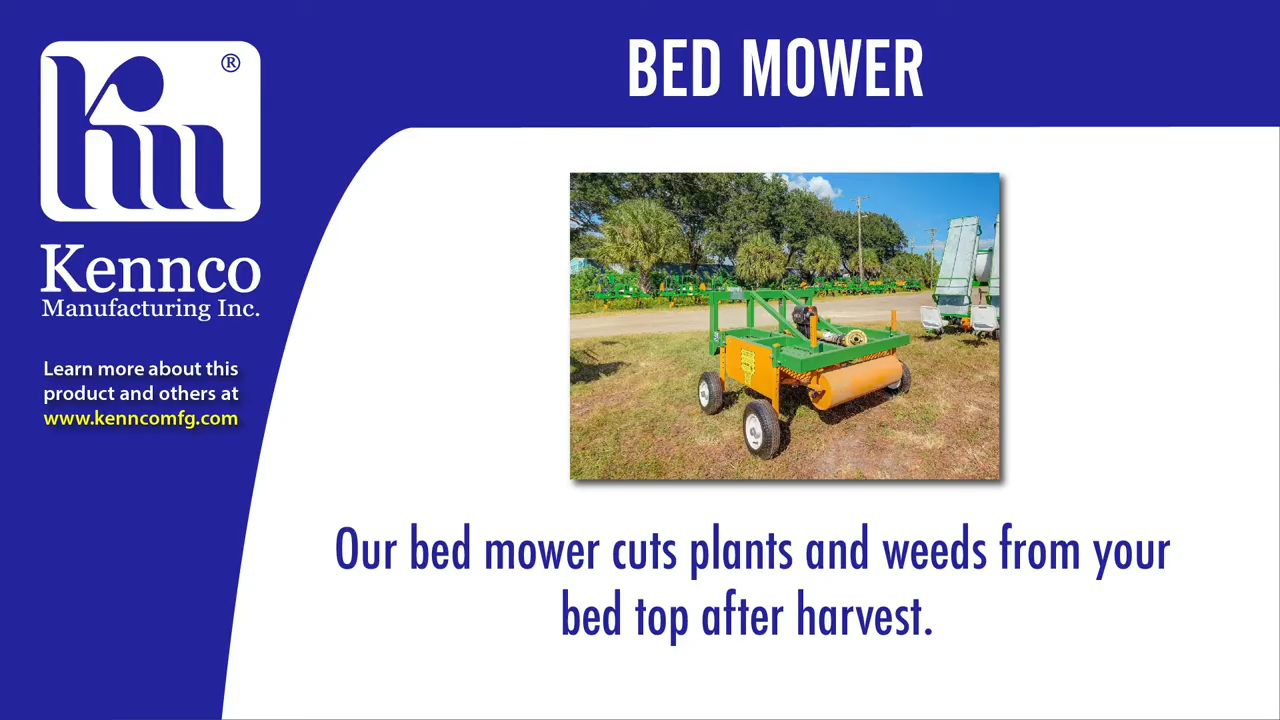 BED MOWER
®
Kennco
Manufacturing Inc.
Learn more about this
product and others at
www.kenncomfg.com
Our bed mower cuts plants and weeds from your
bed top after harvest.